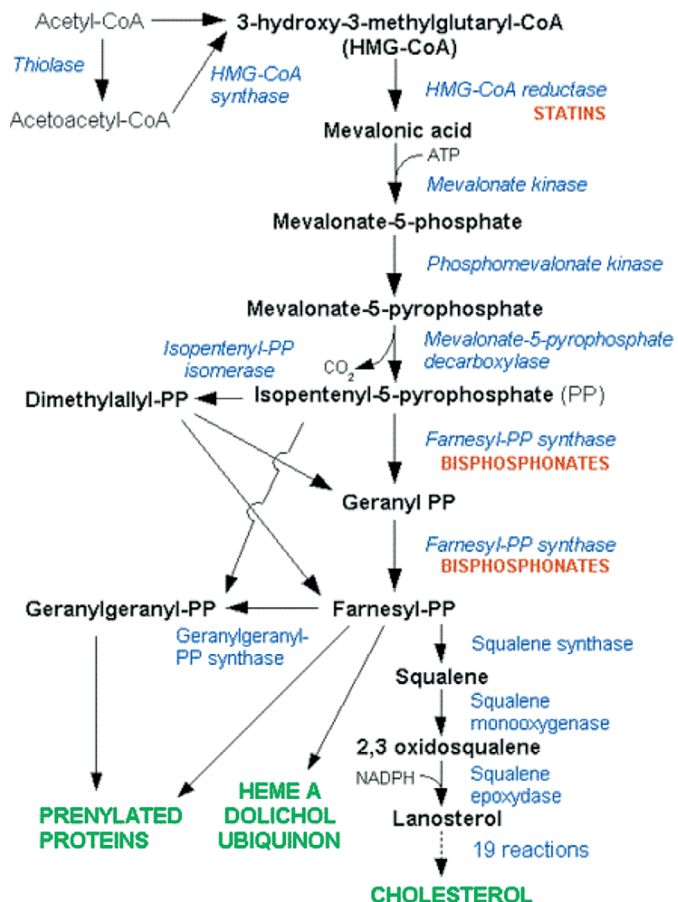 Acetyl-CoA
3-hydroxy-3-methylglutaryl-CoA
(HMG-CoA)
Thiolase
HMG-CoA
synthase
HMG-CoA reductase
STATINS
Acetoacetyl-CoA
Mevalonic acid
ATP
Mevalonate kinase
Mevalonate-5-phosphate
Phosphomevalonate kinase
Mevalonate-5-pyrophosphate
Isopentenyl-PP
isomerase
CO2
Mevalonate-5-pyrophosphate
decarboxylase
Dimethylallyl-PP
Isopentenyl-5-pyrophosphate (PP)
Farnesyl-PP synthase
BISPHOSPHONATES
Geranyl PP
Farnesyl-PP synthase
BISPHOSPHONATES
Geranylgeranyl-PP
Farnesyl-PP
Geranylgeranyl-
PP synthase
Squalene synthase
Squalene
Squalene
monooxygenase
2,3 oxidosqualene
NADPH
Squalene
epoxydase
Lanosterol
PRENYLATED
PROTEINS
HEME A
DOLICHOL
UBIQUINON
19 reactions
CHOLESTEROL